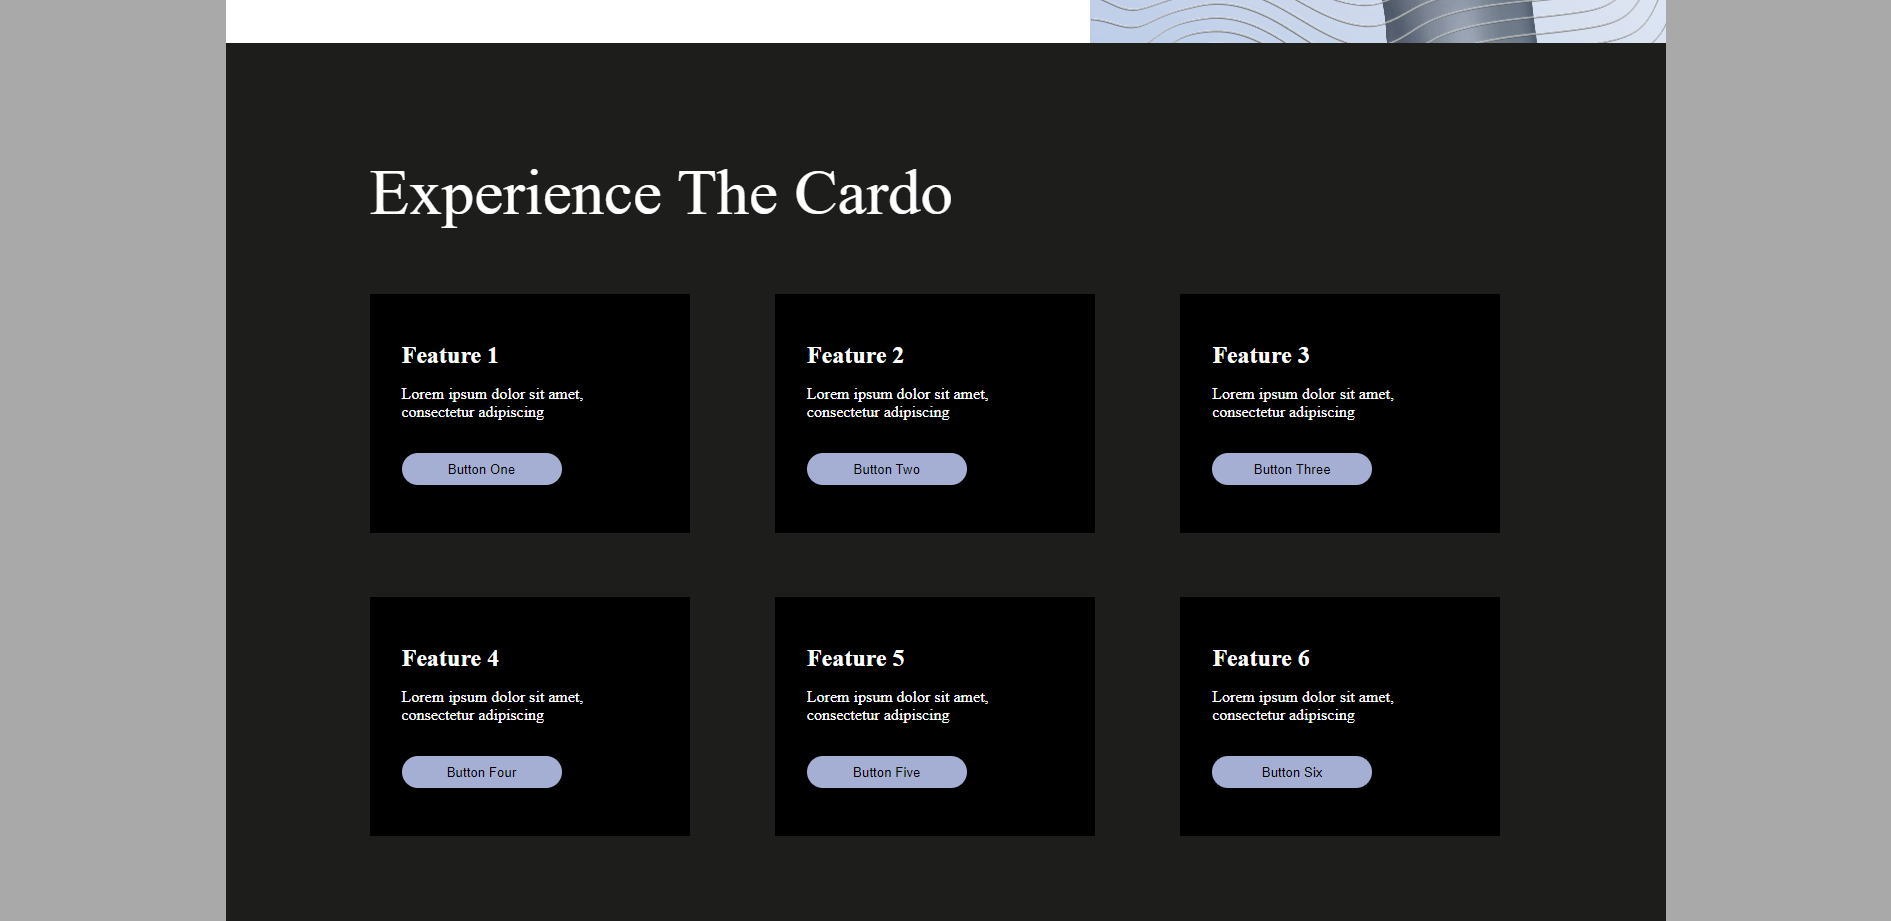 Experience The Cardo
Feature 1
Lorem ipsum dolor sit amet,
consectetur adipiscing
Button One
Feature 2
Lorem ipsum dolor sit amet,
consectetur adipiscing
Button Two
Feature 3
Lorem ipsum dolor sit amet,
consectetur adipiscing
Button Three
Feature 4
Lorem ipsum dolor sit amet,
consectetur adipiscing
Button Four
Feature 5
Lorem ipsum dolor sit amet,
consectetur adipiscing
Button Five
Feature 6
Lorem ipsum dolor sit amet,
consectetur adipiscing
Button Six